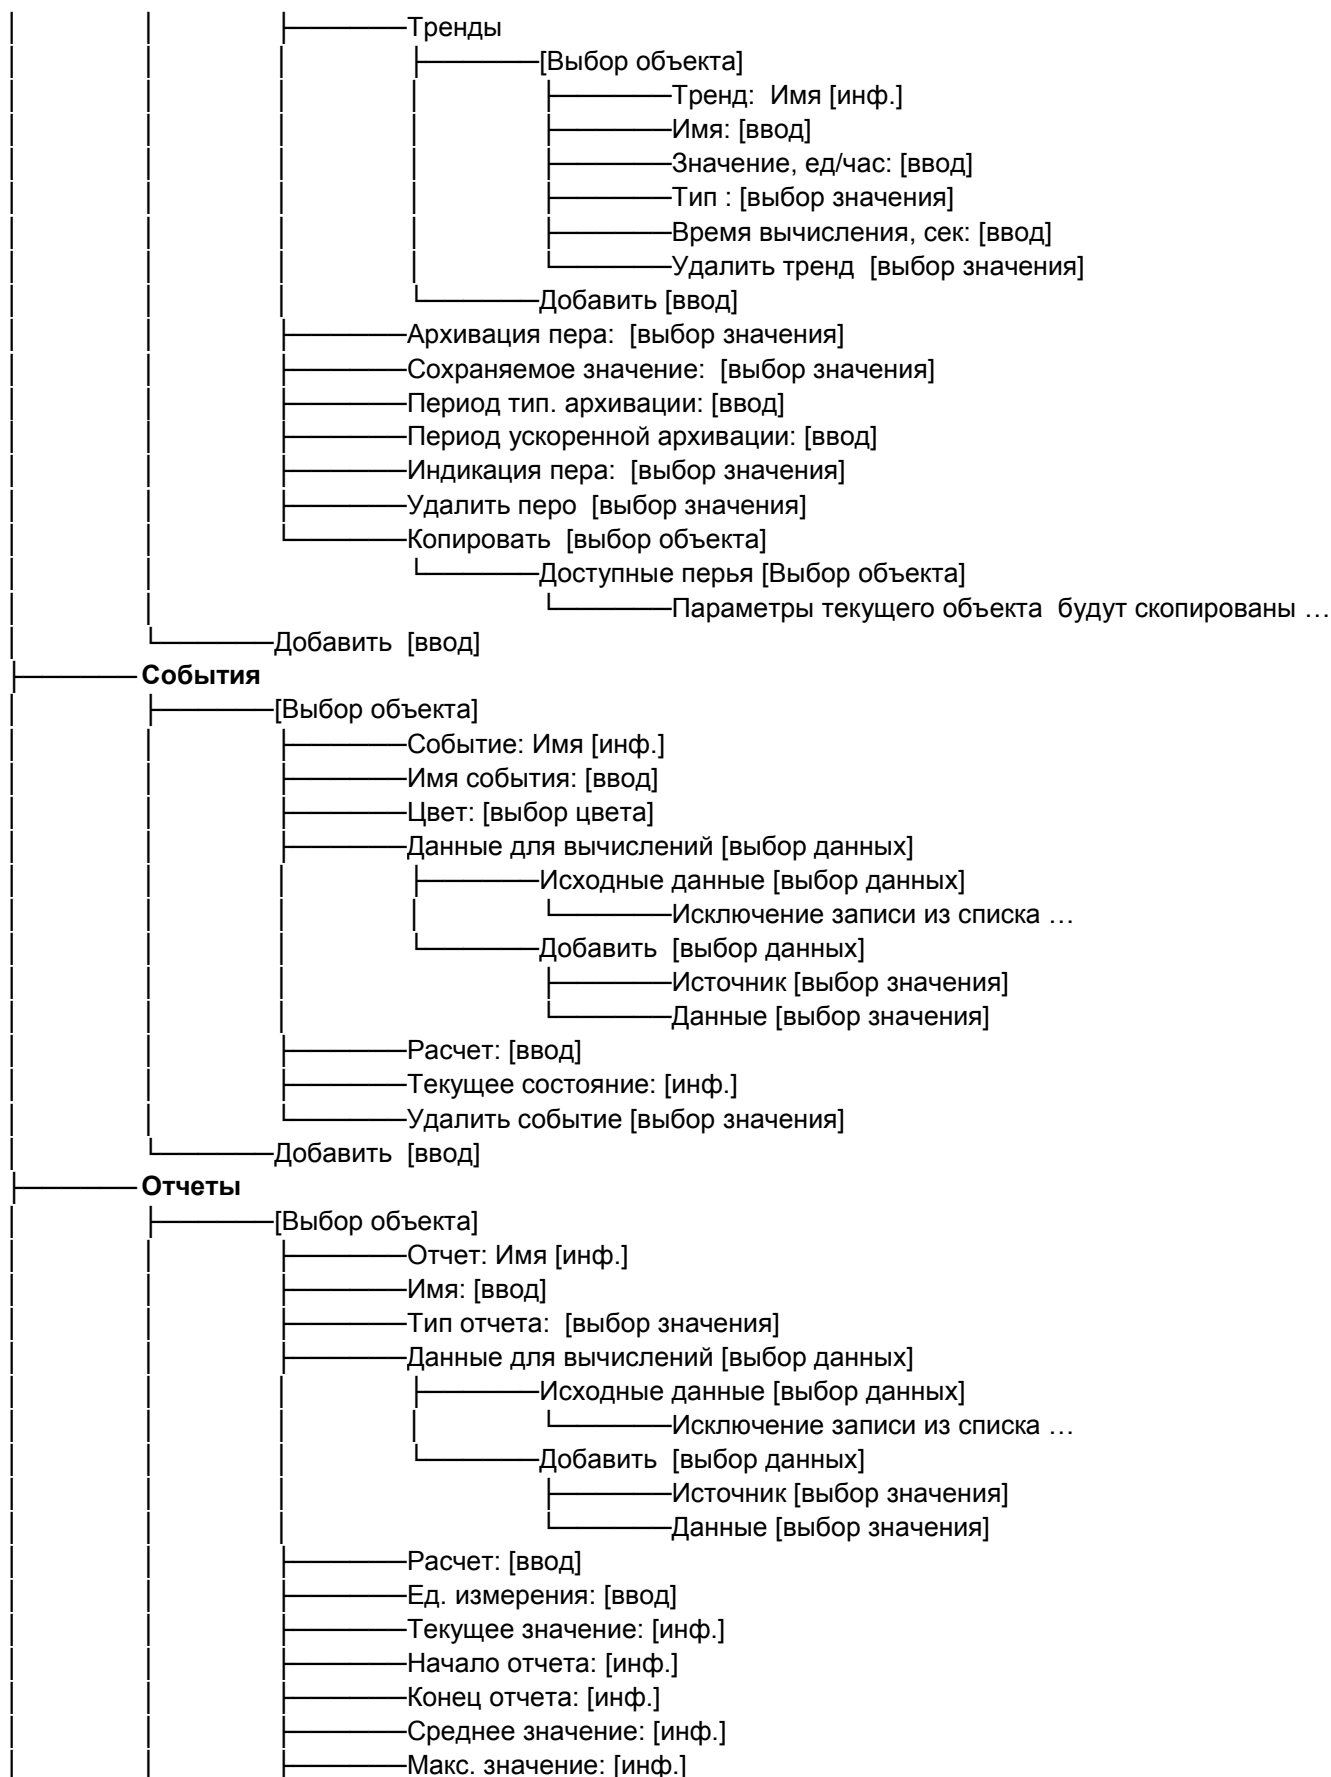 Тренды
[Выбор объекта]
Тренд:  Имя [инф.]
Имя: [ввод]
Значение, ед/час: [ввод]
Тип : [выбор значения]
Время вычисления, сек: [ввод]
Удалить тренд  [выбор значения]
Добавить [ввод]
Архивация пера:  [выбор значения]
Сохраняемое значение:  [выбор значения]
Период тип. архивации: [ввод]
Период ускоренной архивации: [ввод]
Индикация пера:  [выбор значения]
Удалить перо  [выбор значения]
Копировать  [выбор объекта]
Доступные перья [Выбор объекта]
Параметры текущего объекта  будут скопированы …
Добавить  [ввод]
События
[Выбор объекта]
Событие: Имя [инф.]
Имя события: [ввод]
Цвет: [выбор цвета]
Данные для вычислений [выбор данных]
Исходные данные [выбор данных]
Исключение записи из списка …
Добавить  [выбор данных]
Источник [выбор значения]
Данные [выбор значения]
Расчет: [ввод]
Текущее состояние: [инф.]
Удалить событие [выбор значения]
Добавить  [ввод]
Отчеты
[Выбор объекта]
Отчет: Имя [инф.]
Имя: [ввод]
Тип отчета:  [выбор значения]
Данные для вычислений [выбор данных]
Исходные данные [выбор данных]
Исключение записи из списка …
Добавить  [выбор данных]
Источник [выбор значения]
Данные [выбор значения]
Расчет: [ввод]
Ед. измерения: [ввод]
Текущее значение: [инф.]
Начало отчета: [инф.]
Конец отчета: [инф.]
Среднее значение: [инф.]
Макс. значение: [инф.]